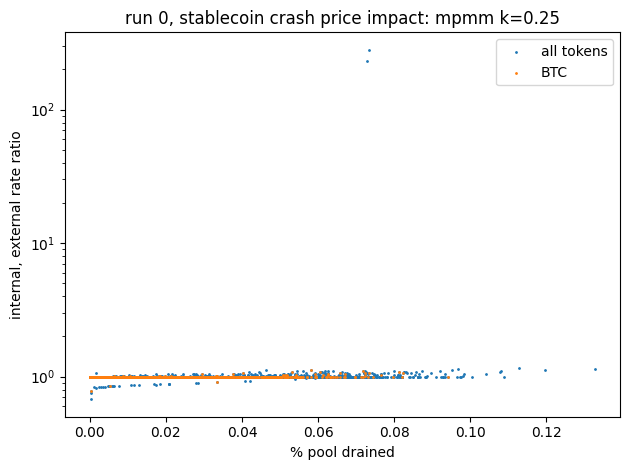 run 0, stablecoin crash price impact: mpmm k=0.25
internal, external rate ratio
10²
10¹
10⁰
all tokens
BTC
0.00 0.02 0.04 0.06 0.08 0.10 0.12
% pool drained